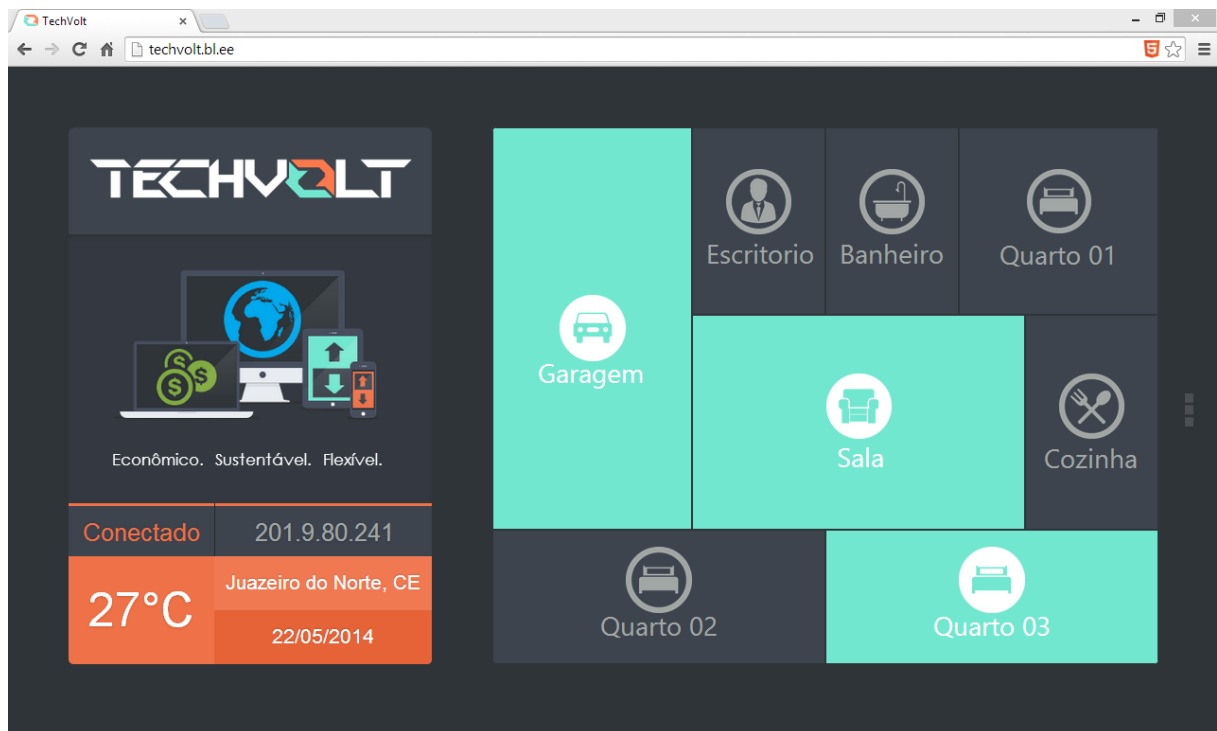 TechVolt
techvolt.bl.ee
TECHVOLT
Econômico. Sustentável. Flexível.
Conectado
201.9.80.241
27°C
Juazeiro do Norte, CE
22/05/2014
Garagem
Escritorio
Banheiro
Quarto 01
Sala
Cozinha
Quarto 02
Quarto 03